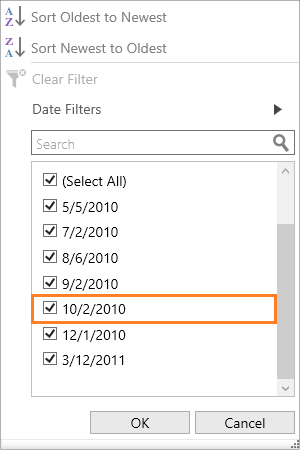 Sort Oldest to Newest
Sort Newest to Oldest
Clear Filter
Date Filters
Search
(Select All)
5/5/2010
7/2/2010
8/6/2010
9/2/2010
10/2/2010
12/1/2010
3/12/2011
OK Cancel